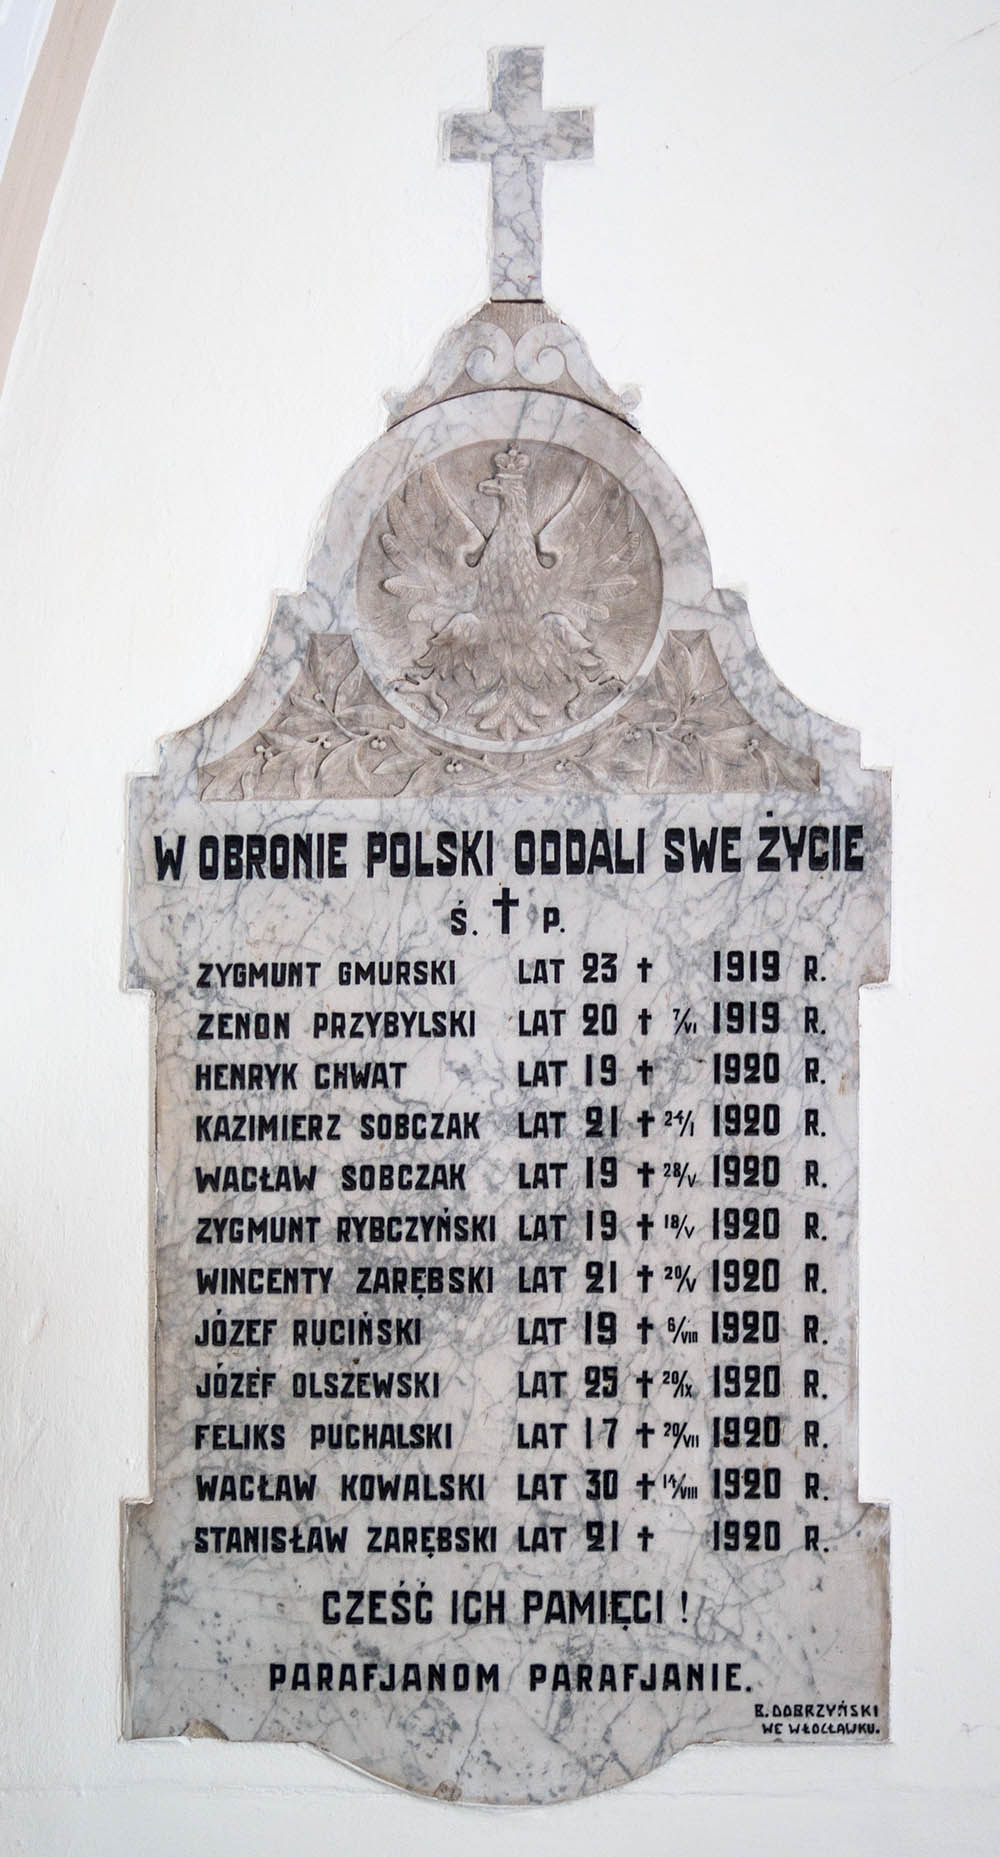 W OBRONIE POLSKI ODDALI SWE ŻYCIE
Ś. ✝ P.
ZYGMUNT GMURSKI LAT 23 ✝ 1919 R.
ZENON PRZYBYLSKI LAT 20 ✝ 7/VI 1919 R.
HENRYK CHWAT LAT 19 ✝ 1920 R.
KAZIMIERZ SOBCZAK LAT 21 ✝ 24/I 1920 R.
WACŁAW SOBCZAK LAT 19 ✝ 28/V 1920 R.
ZYGMUNT RYBCZYŃSKI LAT 19 ✝ 18/V 1920 R.
WINCENTY ZARĘBSKI LAT 21 ✝ 20/V 1920 R.
JÓZEF RUCIŃSKI LAT 19 ✝ 6/VIII 1920 R.
JÓZEF OLSZEWSKI LAT 25 ✝ 20/IX 1920 R.
FELIKS PUCHALSKI LAT 17 ✝ 20/VII 1920 R.
WACŁAW KOWALSKI LAT 30 ✝ 14/VIII 1920 R.
STANISŁAW ZARĘBSKI LAT 21 ✝ 1920 R.
CZEŚĆ ICH PAMIĘCI !
PARAFJANOM PARAFJANIE.
B. DOBRZYŃSKI
WE WŁOCŁAWKU.